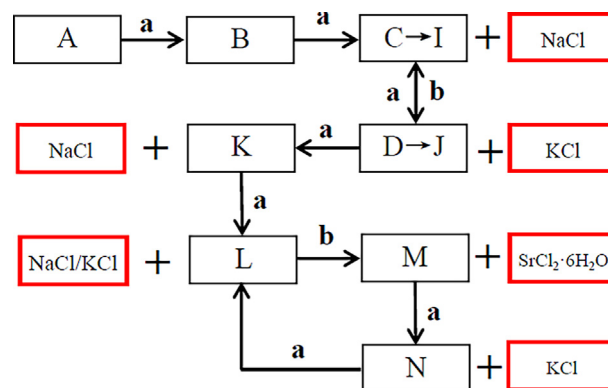 A a B a C→I + NaCl
a b
NaCl + K a D→J + KCl
a
NaCl/KCl + L b M + SrCl₂·6H₂O
a
a N + KCl